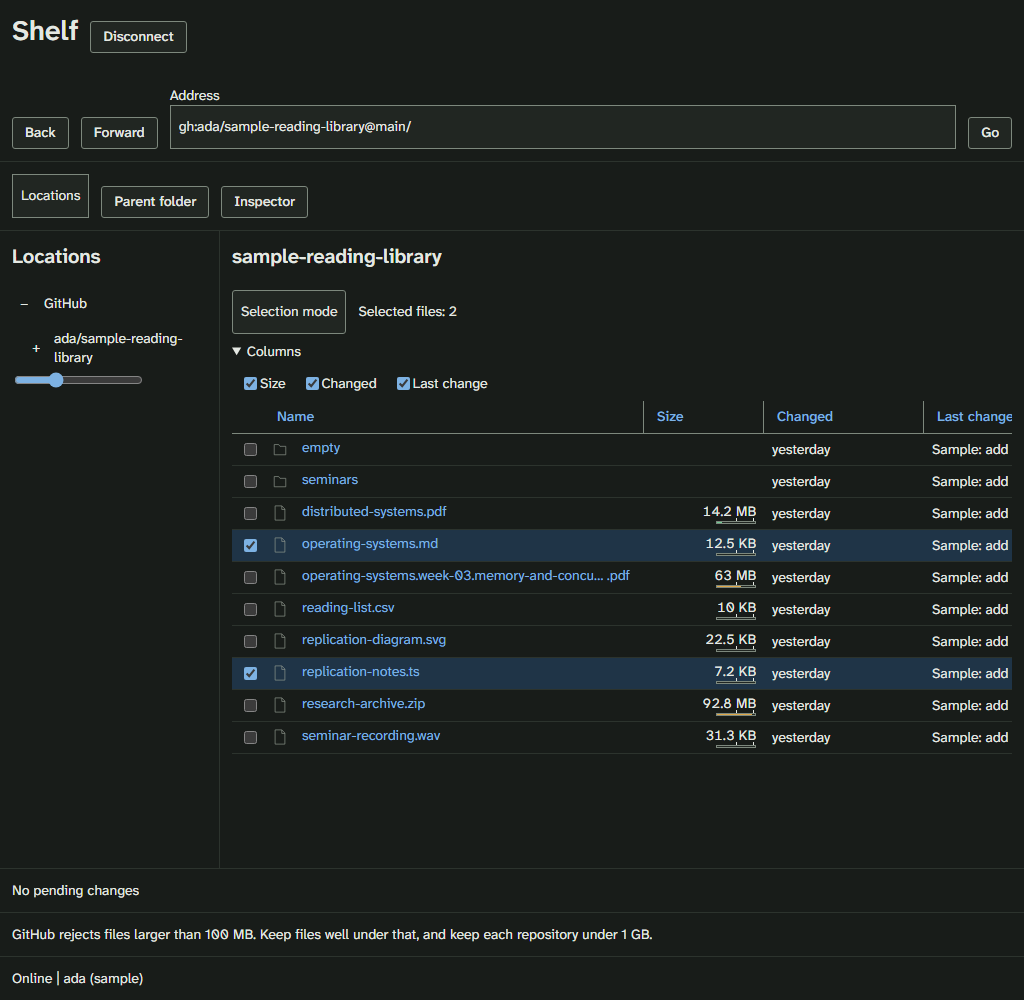 Shelf
Disconnect
Address
Back
Forward
gh:ada/sample-reading-library@main/
Go
Locations
Parent folder
Inspector
Locations
– GitHub
+ ada/sample-reading-
library
sample-reading-library
Selection mode
Selected files: 2
▼ Columns
Size
Changed
Last change
Name Size Changed Last change
empty yesterday Sample: add
seminars yesterday Sample: add
distributed-systems.pdf 14.2 MB yesterday Sample: add
operating-systems.md 12.5 KB yesterday Sample: add
operating-systems.week-03.memory-and-concu... .pdf 63 MB yesterday Sample: add
reading-list.csv 10 KB yesterday Sample: add
replication-diagram.svg 22.5 KB yesterday Sample: add
replication-notes.ts 7.2 KB yesterday Sample: add
research-archive.zip 92.8 MB yesterday Sample: add
seminar-recording.wav 31.3 KB yesterday Sample: add
No pending changes
GitHub rejects files larger than 100 MB. Keep files well under that, and keep each repository under 1 GB.
Online | ada (sample)